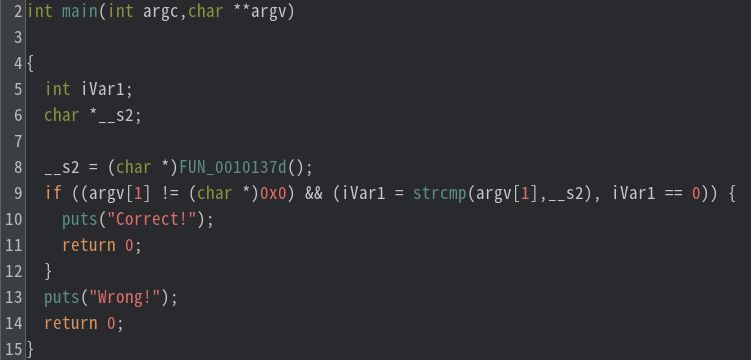 2 int main(int argc,char **argv)
3
4 {
5   int iVar1;
6   char *__s2;
7
8   __s2 = (char *)FUN_0010137d();
9   if ((argv[1] != (char *)0x0) && (iVar1 = strcmp(argv[1],__s2), iVar1 == 0)) {
10     puts("Correct!");
11     return 0;
12   }
13   puts("Wrong!");
14   return 0;
15 }